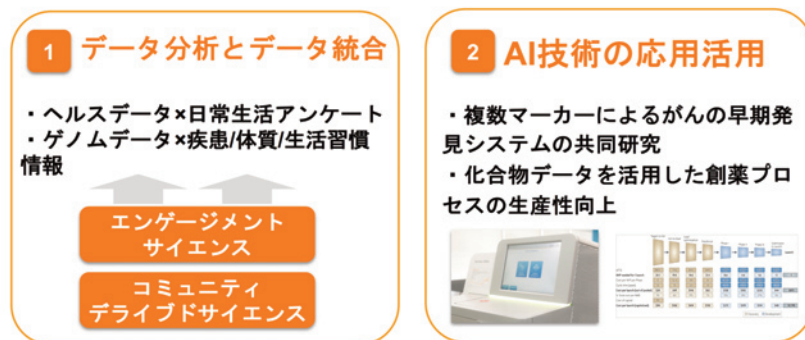 1 データ分析とデータ統合
・ヘルスデータ×日常生活アンケート
・ゲノムデータ×疾患/体質/生活習慣
情報
エンゲージメント
サイエンス
コミュニティ
デライブドサイエンス
2 AI技術の応用活用
・複数マーカーによるがんの早期発
見システムの共同研究
・化合物データを活用した創薬プロ
セスの生産性向上